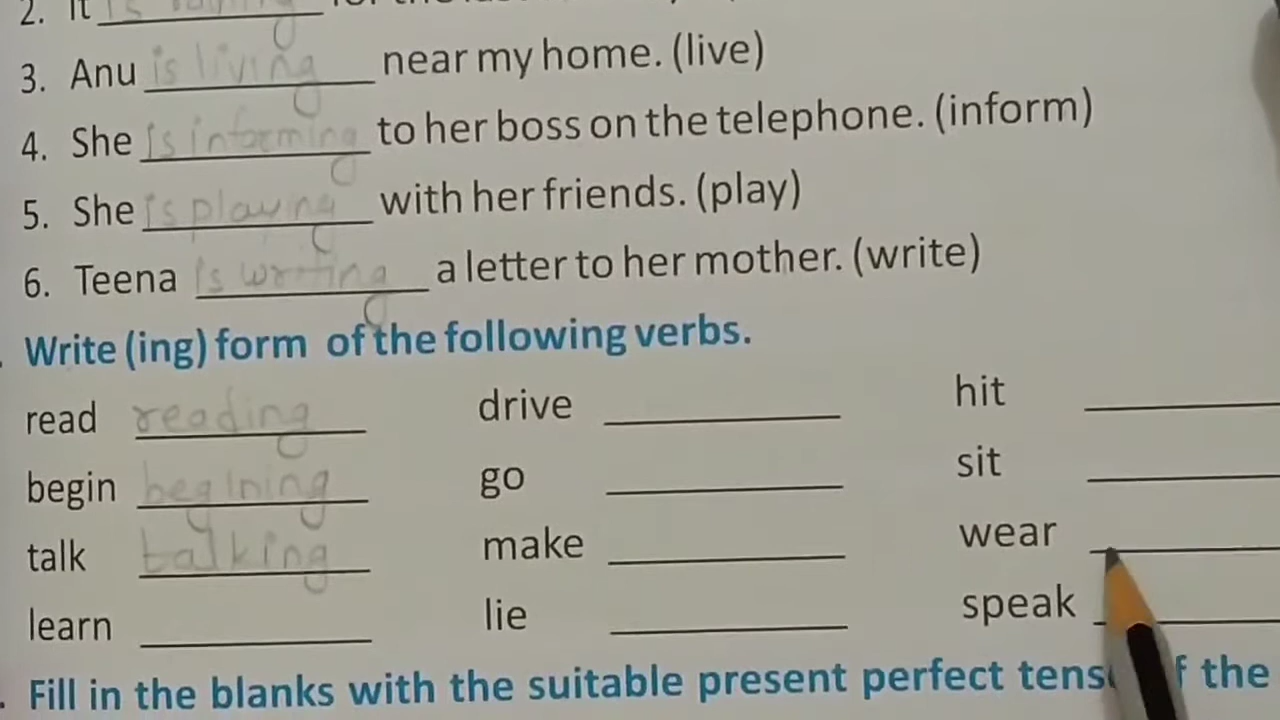 2. It is
3. Anu is living near my home. (live)
4. She is informing to her boss on the telephone. (inform)
5. She is playing with her friends. (play)
6. Teena is writing a letter to her mother. (write)
Write (ing) form of the following verbs.
read reading drive hit
begin begining go sit
talk talking make wear
learn lie speak
Fill in the blanks with the suitable present perfect the